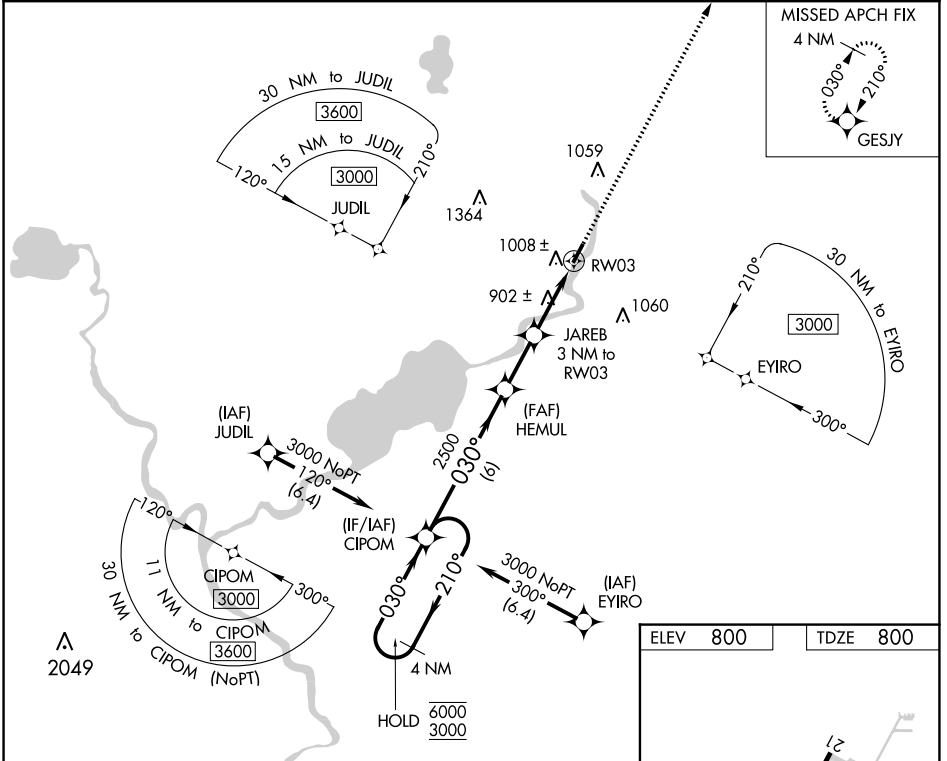 MISSED APCH FIX
4 NM
030°
210°
GESJY
30 NM to JUDIL
3600
15 NM to JUDIL
3000
120°
210°
JUDIL
1059
1364
1008 ±
RW03
902 ±
1060
JAREB
3 NM to
RW03
30 NM to EYIRO
210°
3000
EYIRO
300°
(FAF)
HEMUL
2500
030°
(6)
(IAF)
JUDIL
3000 NoPT
120°
(6.4)
(IF/IAF)
CIPOM
120°
CIPOM
3000
300°
11 NM to CIPOM
3600
30 NM to CIPOM (NoPT)
2049
030°
210°
4 NM
HOLD
6000
3000
3000 NoPT
300°
(6.4)
(IAF)
EYIRO
ELEV 800
TDZE 800
21